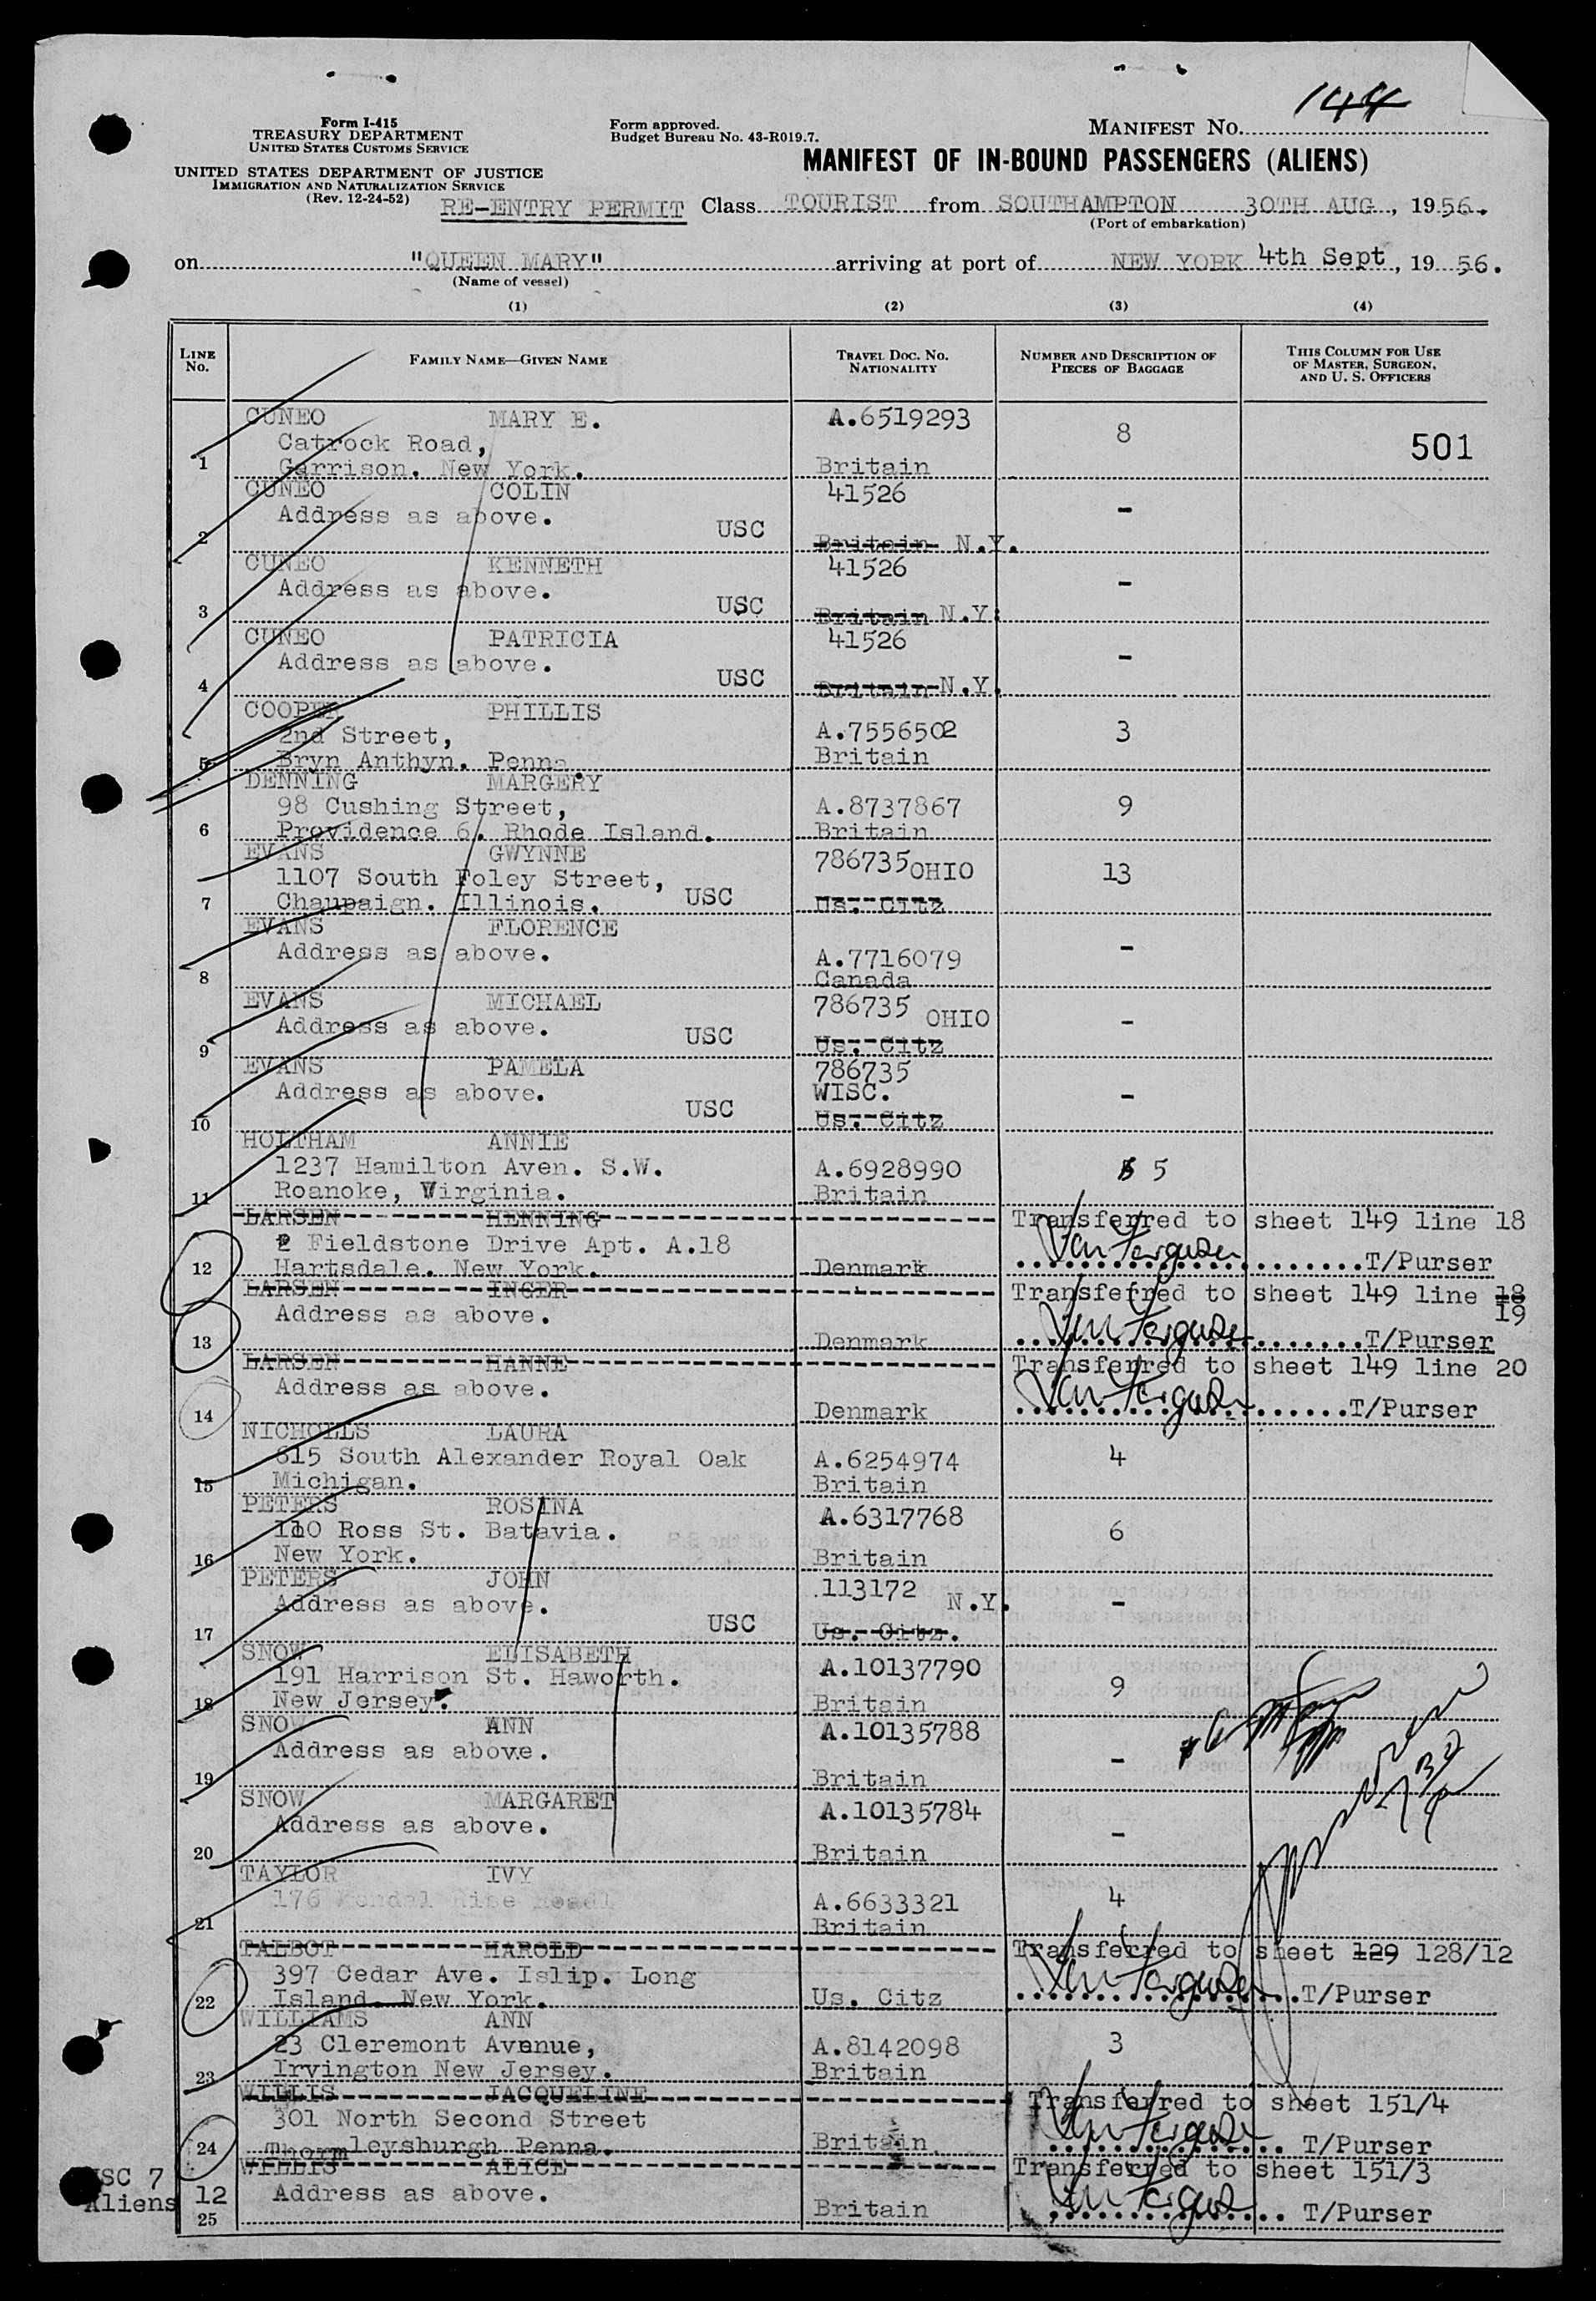 144
Form I-415
TREASURY DEPARTMENT
UNITED STATES CUSTOMS SERVICE
UNITED STATES DEPARTMENT OF JUSTICE
IMMIGRATION AND NATURALIZATION SERVICE
(Rev. 12-24-52)
Form approved.
Budget Bureau No. 43-R019.7.
MANIFEST NO.
MANIFEST OF IN-BOUND PASSENGERS (ALIENS)
RE-ENTRY PERMIT Class TOURIST from SOUTHAMPTON 30TH AUG, 1956.
(Port of embarkation)
on "QUEEN MARY" arriving at port of NEW YORK 4th Sept, 19 56.
(Name of vessel)
(1) (2) (3) (4)
LINE No. FAMILY NAME—GIVEN NAME TRAVEL DOC. NO. NATIONALITY NUMBER AND DESCRIPTION OF PIECES OF BAGGAGE THIS COLUMN FOR USE OF MASTER, SURGEON, AND U. S. OFFICERS
CUNEO MARY E. A.6519293 8 501
Catrock Road,
1 Garrison. New York. Britain
CUNEO COLIN 41526 -
Address as above. USC
2 Britain N.Y.
CUNEO KENNETH 41526 -
Address as above. USC
3 Britain N.Y.
CUNEO PATRICIA 41526 -
Address as above. USC
4 Britain N.Y.
COOPER PHILLIS
2nd Street, A.7556502 3
5 Bryn Anthyn. Penna. Britain
DENNING MARGERY
98 Cushing Street, A.8737867 9
6 Providence 6. Rhode Island. Britain
EVANS GWYNNE 786735 OHIO 13
1107 South Foley Street, USC
7 Chaupaign. Illinois. Us. Citz
EVANS FLORENCE -
Address as above. A.7716079
8 Canada
EVANS MICHAEL 786735 OHIO -
Address as above. USC
9 Us. Citz
EVANS PAMELA 786735
Address as above. WISC. -
10 USC Us. Citz
HOLTHAM ANNIE
1237 Hamilton Aven. S.W. A.6928990 5 5
11 Roanoke, Virginia. Britain
LARSEN HENNING Transferred to sheet 149 line 18
2 Fieldstone Drive Apt. A.18
12 Hartsdale. New York. Denmark T/Purser
LARSEN INGER Transferred to sheet 149 line 18 19
Address as above.
13 Denmark T/Purser
LARSEN HANNE Transferred to sheet 149 line 20
Address as above.
14 Denmark T/Purser
NICHOLLS LAURA
815 South Alexander Royal Oak A.6254974 4
15 Michigan. Britain
PETERS ROSINA A.6317768
110 Ross St. Batavia. 6
16 New York. Britain
PETERS JOHN 113172 N.Y. -
Address as above. USC
17 Us. Citz.
SNOW ELISABETH A.10137790
191 Harrison St. Haworth. 9
18 New Jersey. Britain
SNOW ANN A.10135788
Address as above. -
19 Britain
SNOW MARGARET A.10135784
Address as above. -
20 Britain
TAYLOR IVY
176 A.6633321 4
21 Britain
TALBOT HAROLD Transferred to sheet 129 128/12
397 Cedar Ave. Islip. Long
22 Island. New York. Us. Citz T/Purser
WILLIAMS ANN
23 Cleremont Avenue, A.8142098 3
23 Irvington New Jersey. Britain
WILLIS JACQUELINE Transferred to sheet 151/4
301 North Second Street
24 leysburgh Penna. Britain T/Purser
WILLIS ALICE Transferred to sheet 151/3
USC 7
Aliens 12 Address as above.
25 Britain T/Purser